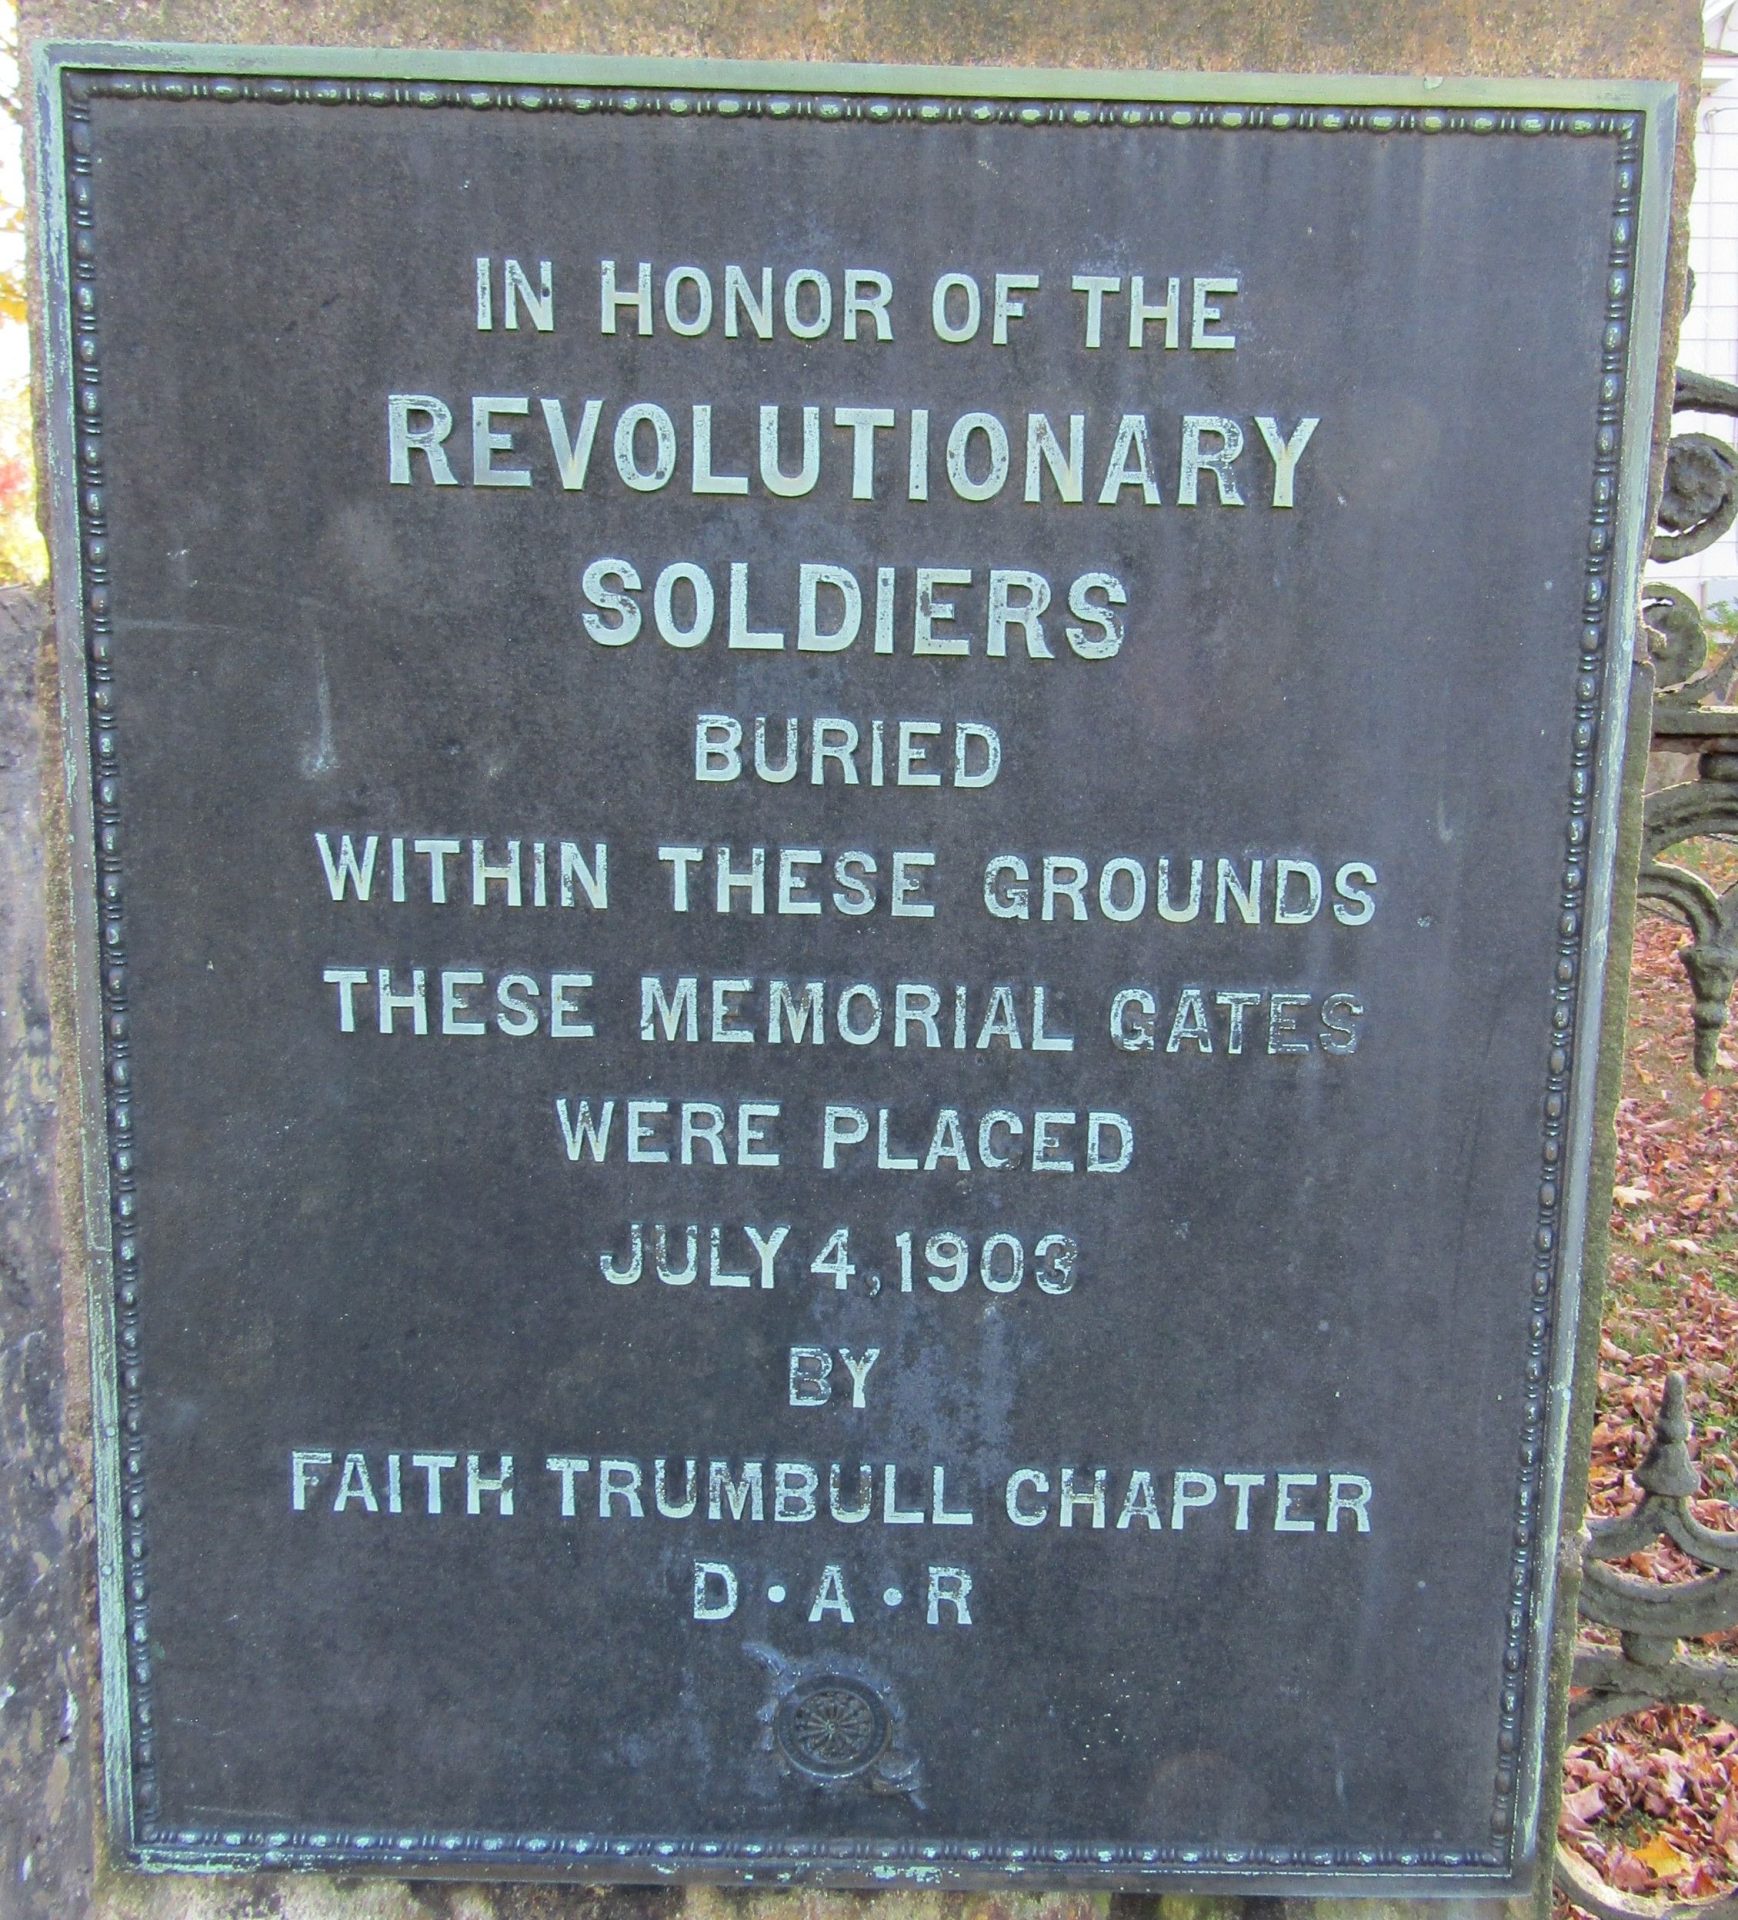 IN HONOR OF THE
REVOLUTIONARY
SOLDIERS
BURIED
WITHIN THESE GROUNDS
THESE MEMORIAL GATES
WERE PLACED
JULY 4, 1903
BY
FAITH TRUMBULL CHAPTER
D•A•R